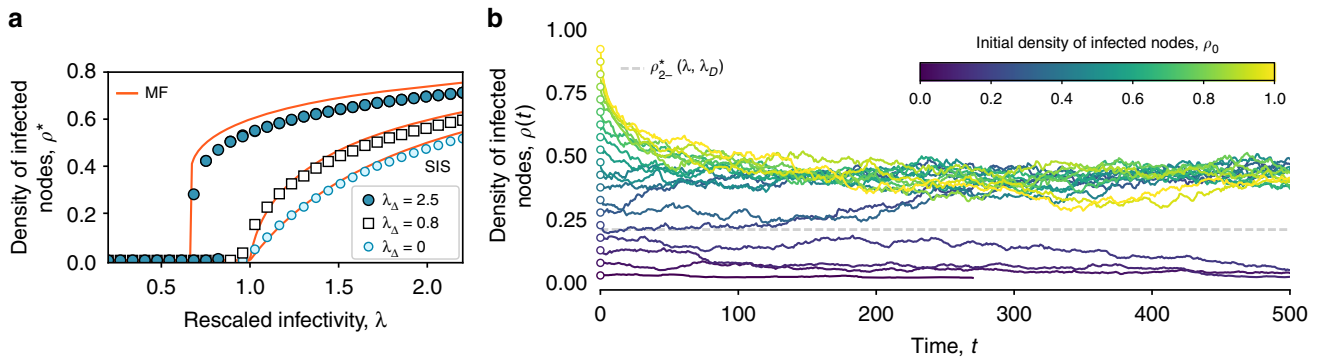 a
Density of infected
nodes, ρ*
0.8
0.6
0.4
0.2
0.0
0.5
1.0
1.5
2.0
Rescaled infectivity, λ
MF
SIS
λΔ = 2.5
λΔ = 0.8
λΔ = 0
b
Density of infected
nodes, ρ(t)
1.00
0.75
0.50
0.25
0.00
0
100
200
300
400
500
Time, t
ρ*2− (λ, λD)
Initial density of infected nodes, ρ0
0.0
0.2
0.4
0.6
0.8
1.0